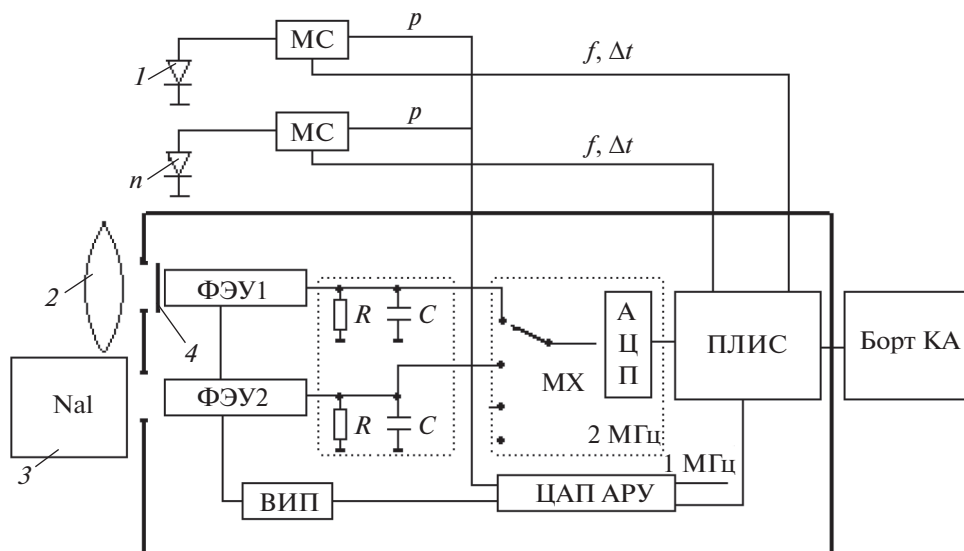 МС
p
f, Δt
1
МС
p
f, Δt
n
2
ФЭУ1
R
C
4
А
Ц
П
ПЛИС
Борт КА
МХ
NaI
ФЭУ2
R
C
2 МГц
3
1 МГц
ВИП
ЦАП АРУ